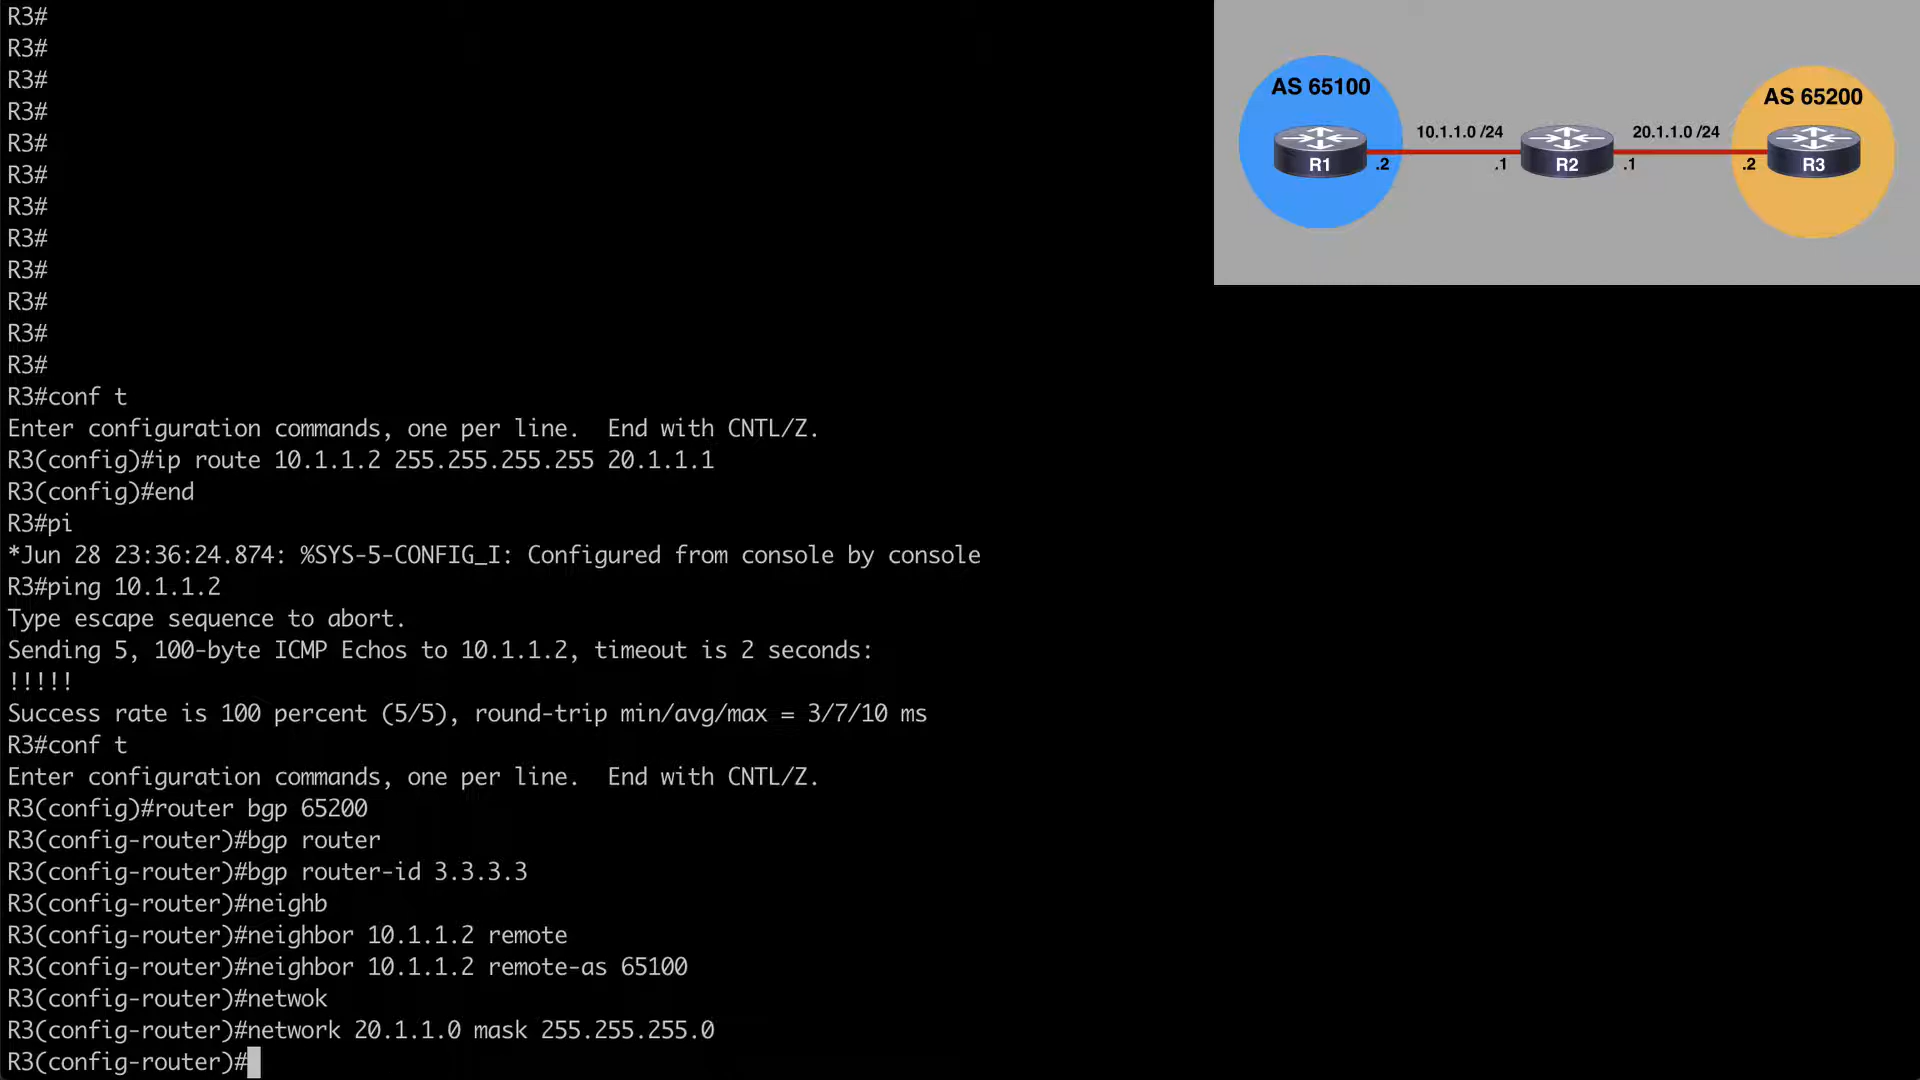 R3#
R3#
R3#
R3#
R3#
R3#
R3#
R3#
R3#
R3#
R3#
R3#
R3#conf t
Enter configuration commands, one per line.  End with CNTL/Z.
R3(config)#ip route 10.1.1.2 255.255.255.255 20.1.1.1
R3(config)#end
R3#pi
*Jun 28 23:36:24.874: %SYS-5-CONFIG_I: Configured from console by console
R3#ping 10.1.1.2
Type escape sequence to abort.
Sending 5, 100-byte ICMP Echos to 10.1.1.2, timeout is 2 seconds:
!!!!!
Success rate is 100 percent (5/5), round-trip min/avg/max = 3/7/10 ms
R3#conf t
Enter configuration commands, one per line.  End with CNTL/Z.
R3(config)#router bgp 65200
R3(config-router)#bgp router
R3(config-router)#bgp router-id 3.3.3.3
R3(config-router)#neighb
R3(config-router)#neighbor 10.1.1.2 remote
R3(config-router)#neighbor 10.1.1.2 remote-as 65100
R3(config-router)#netwok
R3(config-router)#network 20.1.1.0 mask 255.255.255.0
R3(config-router)#
AS 65100
AS 65200
10.1.1.0 /24
20.1.1.0 /24
R1
.2
.1
R2
.1
.2
R3